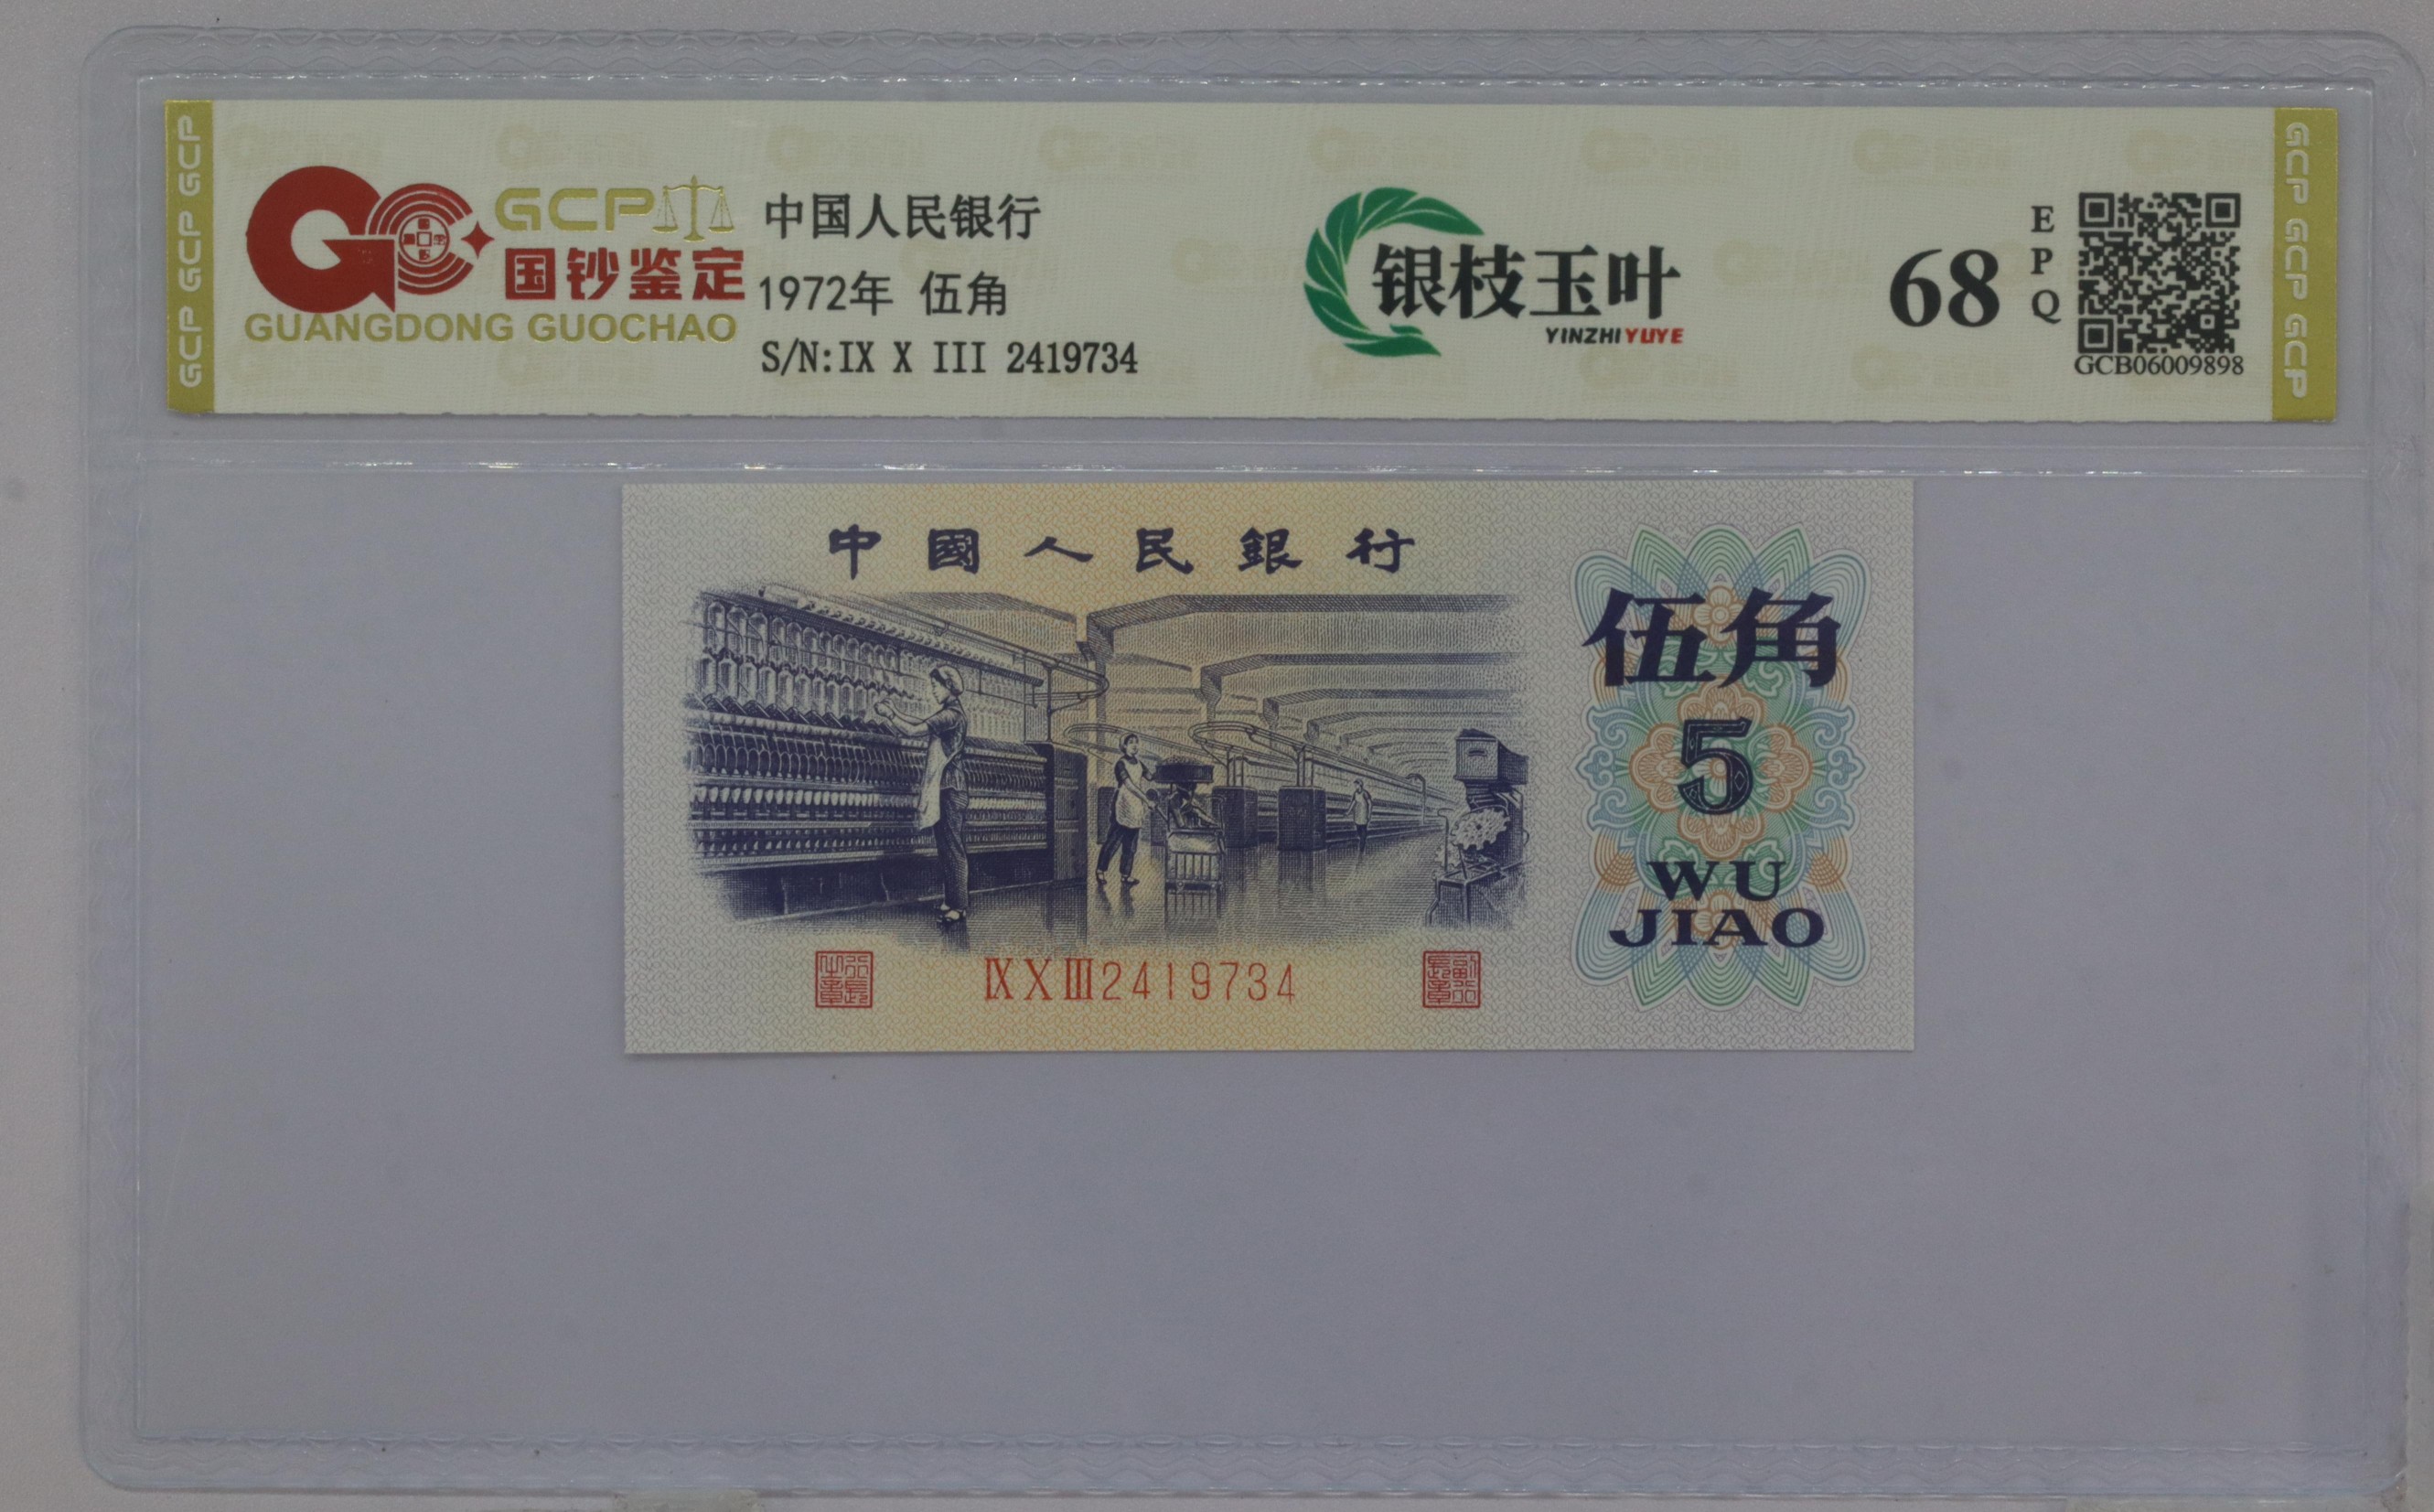 GCP GCP GCP
GCP
国钞鉴定
GUANGDONG GUOCHAO
中国人民银行
1972年 伍角
S/N:IX X III 2419734
银枝玉叶
YINZHIYUYE
68
EPQ
GCB06009898
GCP GCP GCP
中國人民銀行
伍角
5
WU
JIAO
IX X III 2419734